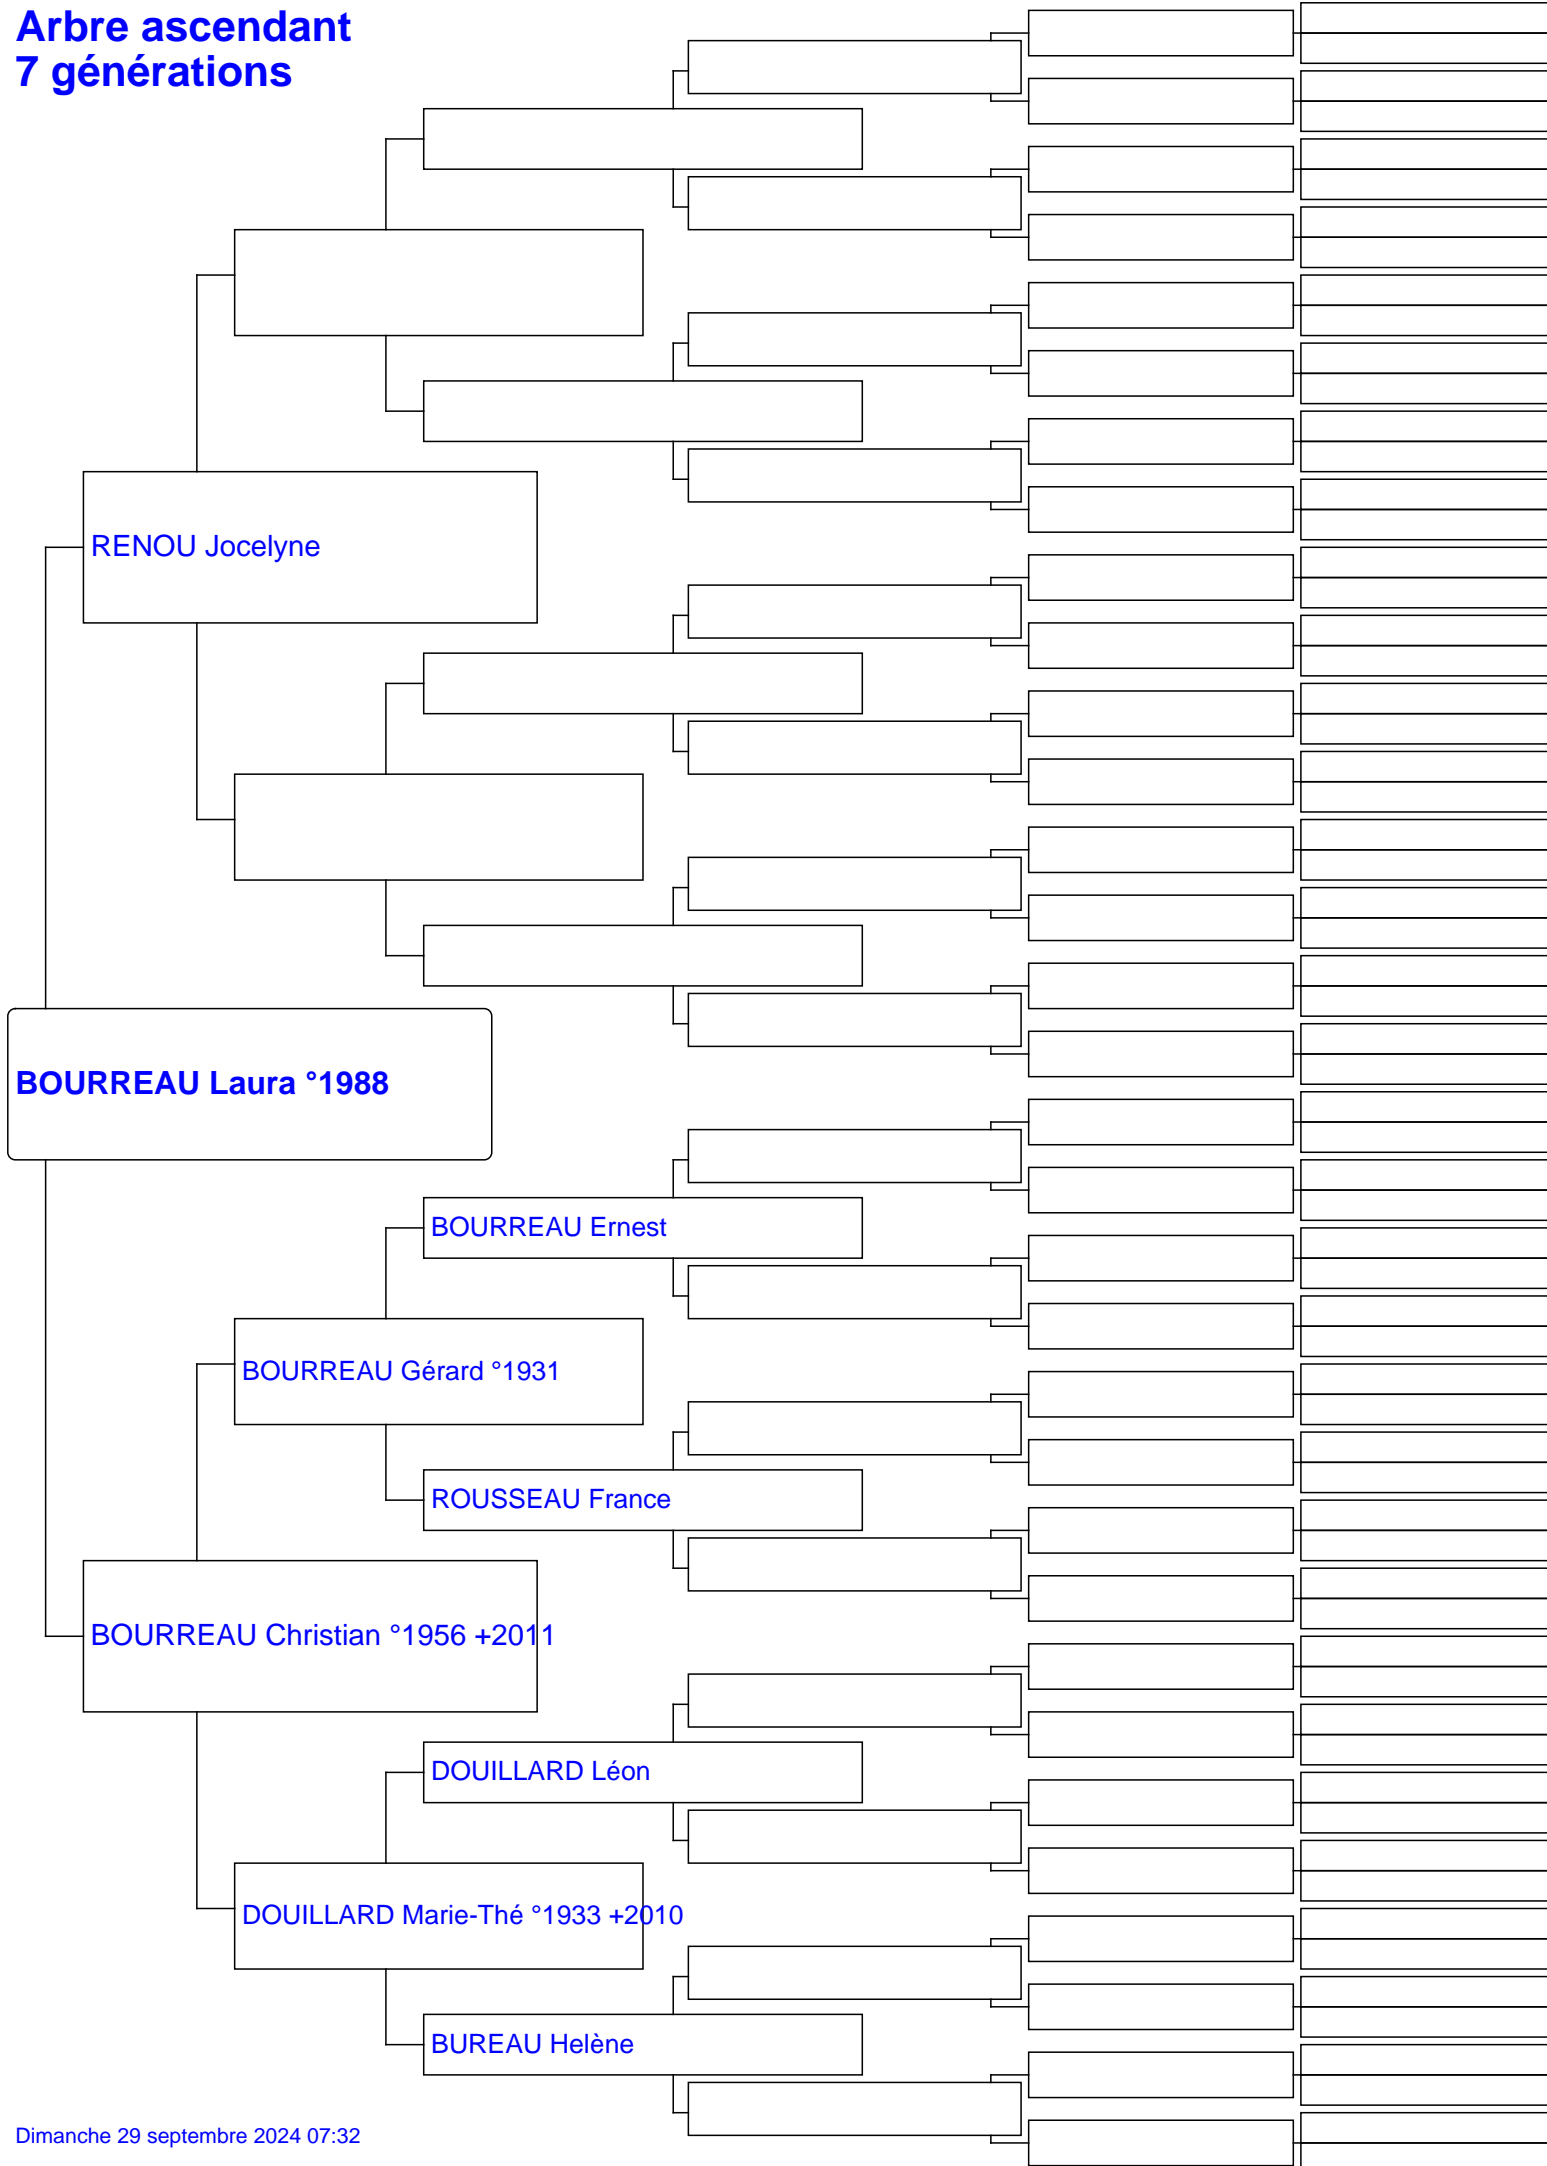 Arbre ascendant
7 générations
RENOU Jocelyne
BOURREAU Laura °1988
BOURREAU Ernest
BOURREAU Gérard °1931
ROUSSEAU France
BOURREAU Christian °1956 +2011
DOUILLARD Léon
DOUILLARD Marie-Thé °1933 +2010
BUREAU Helène
Dimanche 29 septembre 2024 07:32